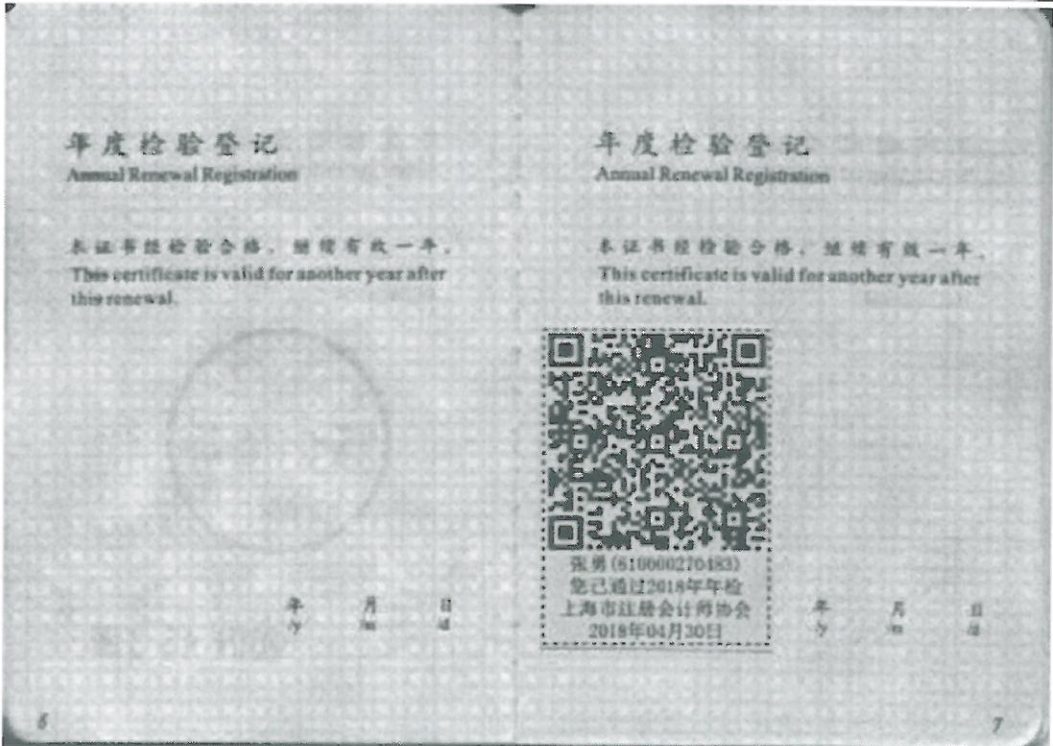 年度检验登记
Annual Renewal Registration
本证书经检验合格，继续有效一年。
This certificate is valid for another year after
this renewal.
年 月 日
/y /m /d
6
年度检验登记
Annual Renewal Registration
本证书经检验合格，继续有效一年。
This certificate is valid for another year after
this renewal.
张勇(610000270483)
您已通过2018年年检
上海市注册会计师协会
2018年04月30日
年 月 日
/y /m /d
7